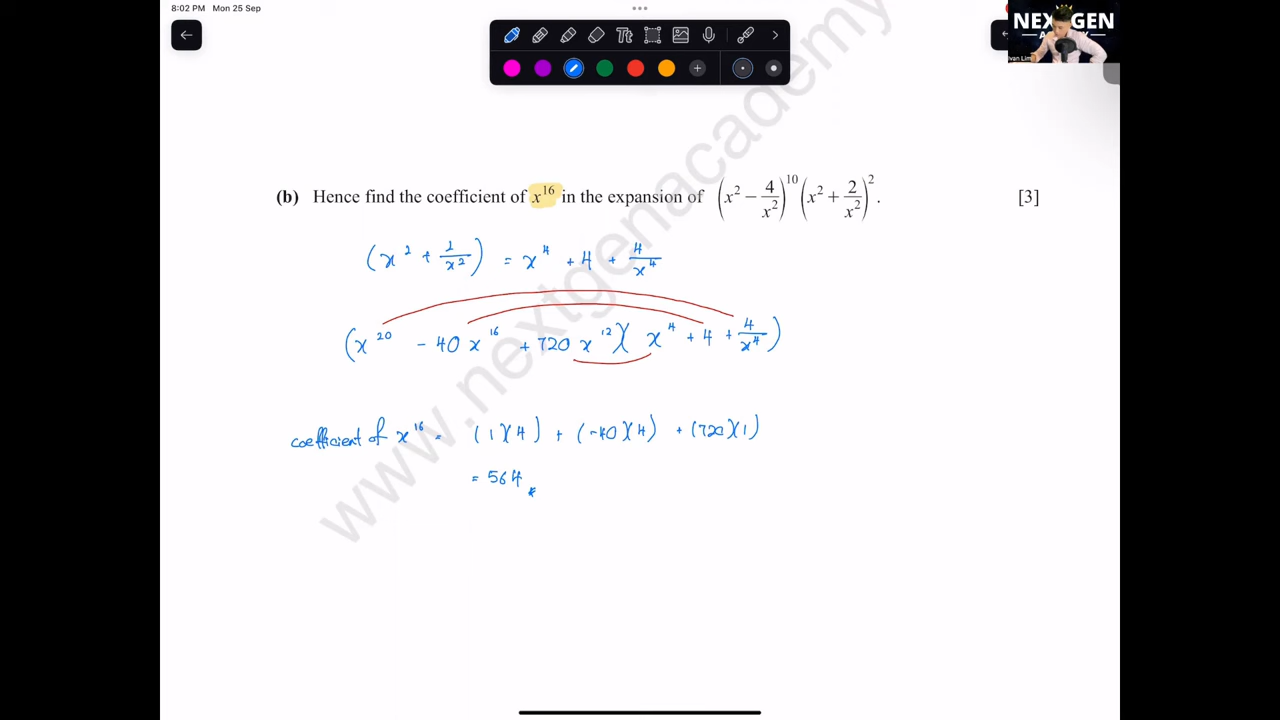 8:02 PM Mon 25 Sep
NEXTGEN
Ivan Lim
(b) Hence find the coefficient of x^16 in the expansion of (x^2 − 4/x^2)^10 (x^2 + 2/x^2)^2. [3]
(x^2 + 2/x^2) = x^4 + 4 + 4/x^4
(x^20 − 40x^16 + 720x^12)(x^4 + 4 + 4/x^4)
coefficient of x^16 = (1)(4) + (−40)(4) + (720)(1)
= 564
www.nextgenacademy